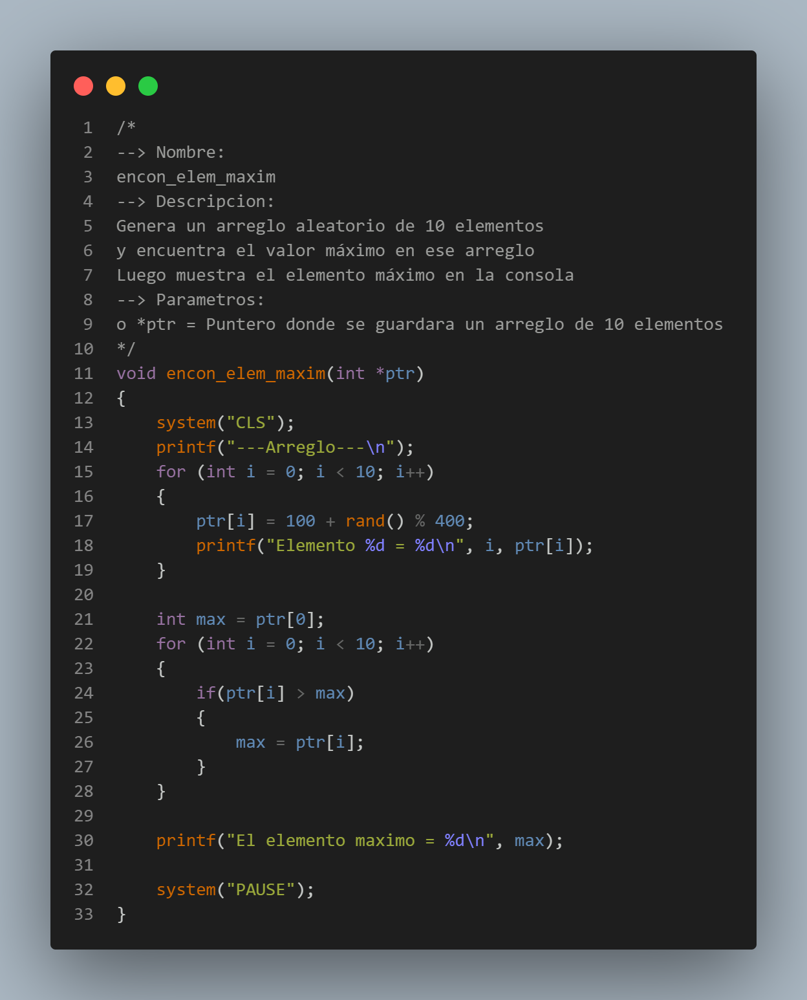 1 /*
2 --> Nombre:
3 encon_elem_maxim
4 --> Descripcion:
5 Genera un arreglo aleatorio de 10 elementos
6 y encuentra el valor máximo en ese arreglo
7 Luego muestra el elemento máximo en la consola
8 --> Parametros:
9 o *ptr = Puntero donde se guardara un arreglo de 10 elementos
10 */
11 void encon_elem_maxim(int *ptr)
12 {
13     system("CLS");
14     printf("---Arreglo---\n");
15     for (int i = 0; i < 10; i++)
16     {
17         ptr[i] = 100 + rand() % 400;
18         printf("Elemento %d = %d\n", i, ptr[i]);
19     }
20
21     int max = ptr[0];
22     for (int i = 0; i < 10; i++)
23     {
24         if(ptr[i] > max)
25         {
26             max = ptr[i];
27         }
28     }
29
30     printf("El elemento maximo = %d\n", max);
31
32     system("PAUSE");
33 }